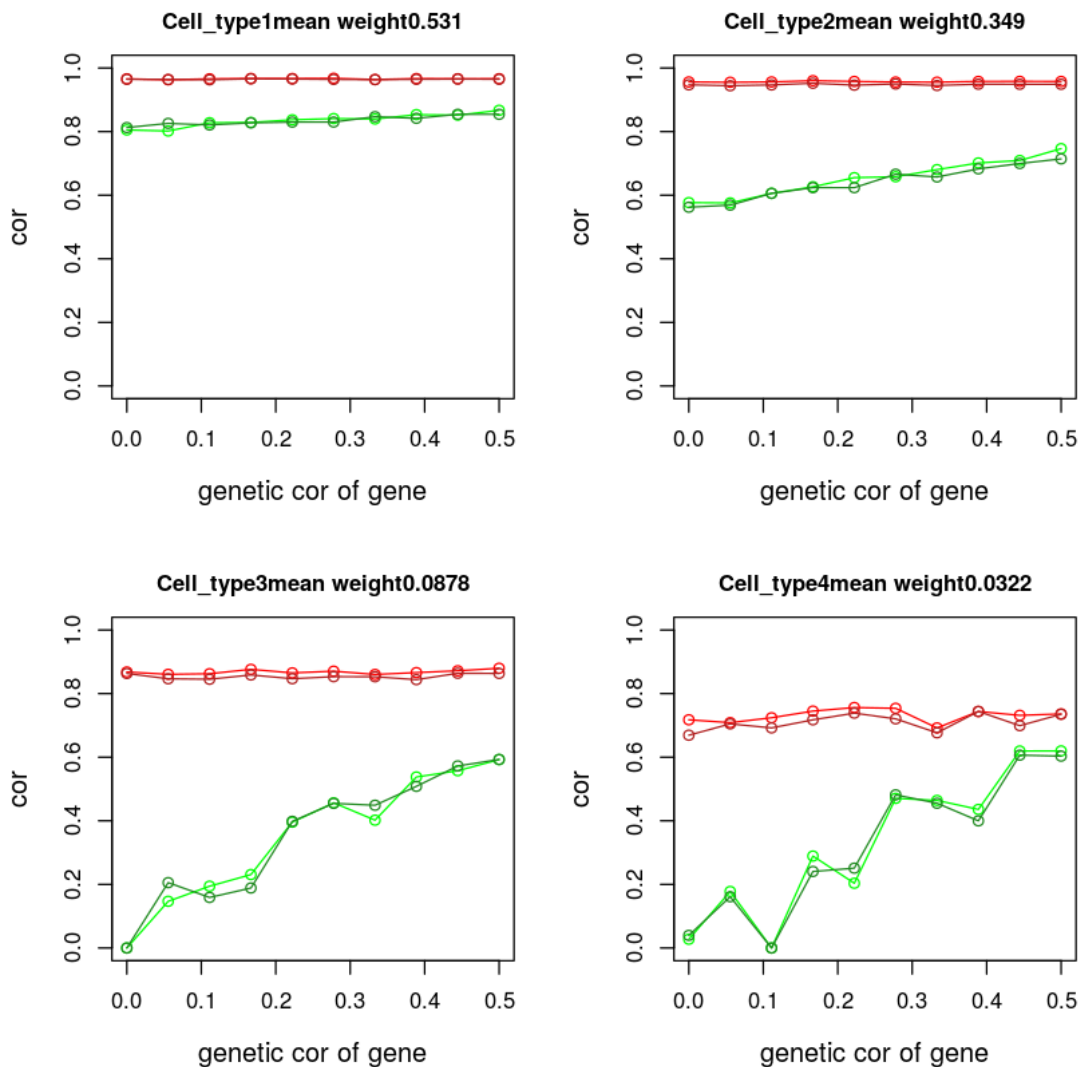 Cell_type1mean weight0.531
cor
0.0 0.2 0.4 0.6 0.8 1.0
0.0 0.1 0.2 0.3 0.4 0.5
genetic cor of gene
Cell_type2mean weight0.349
cor
0.0 0.2 0.4 0.6 0.8 1.0
0.0 0.1 0.2 0.3 0.4 0.5
genetic cor of gene
Cell_type3mean weight0.0878
cor
0.0 0.2 0.4 0.6 0.8 1.0
0.0 0.1 0.2 0.3 0.4 0.5
genetic cor of gene
Cell_type4mean weight0.0322
cor
0.0 0.2 0.4 0.6 0.8 1.0
0.0 0.1 0.2 0.3 0.4 0.5
genetic cor of gene